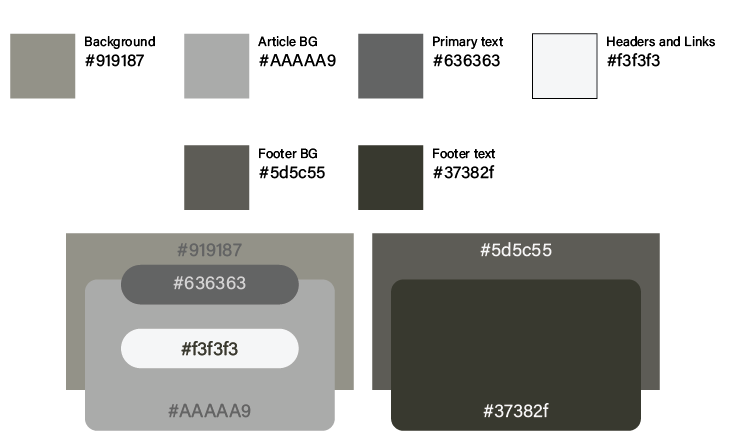 Background
#919187
Article BG
#AAAAA9
Primary text
#636363
Headers and Links
#f3f3f3
Footer BG
#5d5c55
Footer text
#37382f
#919187
#636363
#f3f3f3
#AAAAA9
#5d5c55
#37382f